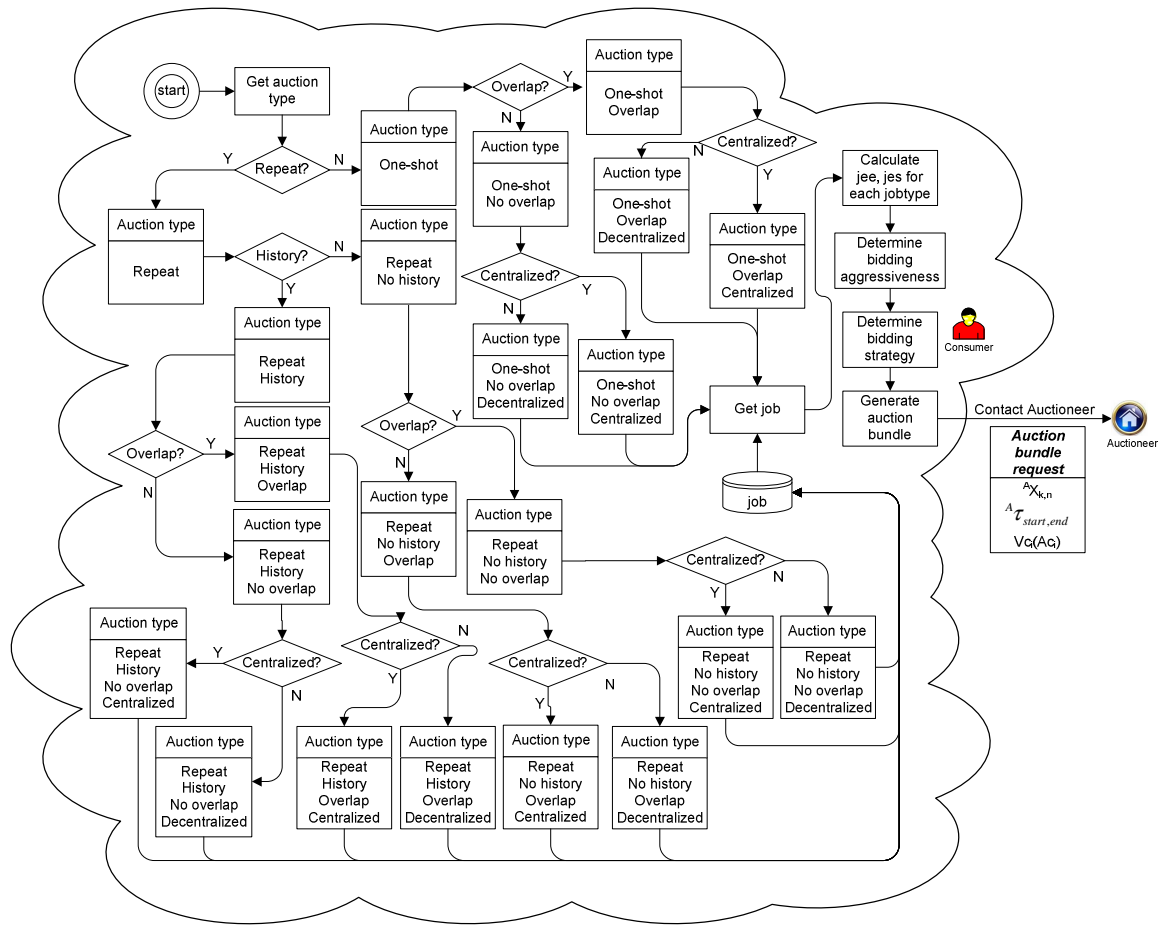 start
Get auction
type
Repeat?
Y
N
Auction type
One-shot
Overlap?
Y
N
Auction type
One-shot
Overlap
Centralized?
N
Y
Auction type
One-shot
No overlap
Auction type
One-shot
Overlap
Decentralized
Auction type
One-shot
Overlap
Centralized
Centralized?
Y
N
Auction type
One-shot
No overlap
Decentralized
Auction type
One-shot
No overlap
Centralized
Auction type
Repeat
History?
N
Y
Auction type
Repeat
No history
Auction type
Repeat
History
Overlap?
Y
N
Auction type
Repeat
History
Overlap
Auction type
Repeat
History
No overlap
Overlap?
Y
N
Auction type
Repeat
No history
Overlap
Auction type
Repeat
No history
No overlap
Get job
job
Calculate
jee, jes for
each jobtype
Determine
bidding
aggressiveness
Determine
bidding
strategy
Consumer
Generate
auction
bundle
Contact Auctioneer
Auctioneer
Auction
bundle
request
AXk,n
Aτstart,end
VGi(AGi)
Centralized?
Y
N
Auction type
Repeat
No history
No overlap
Centralized
Auction type
Repeat
No history
No overlap
Decentralized
Centralized?
Y
N
Auction type
Repeat
History
No overlap
Centralized
Auction type
Repeat
History
No overlap
Decentralized
Centralized?
N
Y
Auction type
Repeat
History
Overlap
Centralized
Auction type
Repeat
History
Overlap
Decentralized
Centralized?
Y
N
Auction type
Repeat
No history
Overlap
Centralized
Auction type
Repeat
No history
Overlap
Decentralized